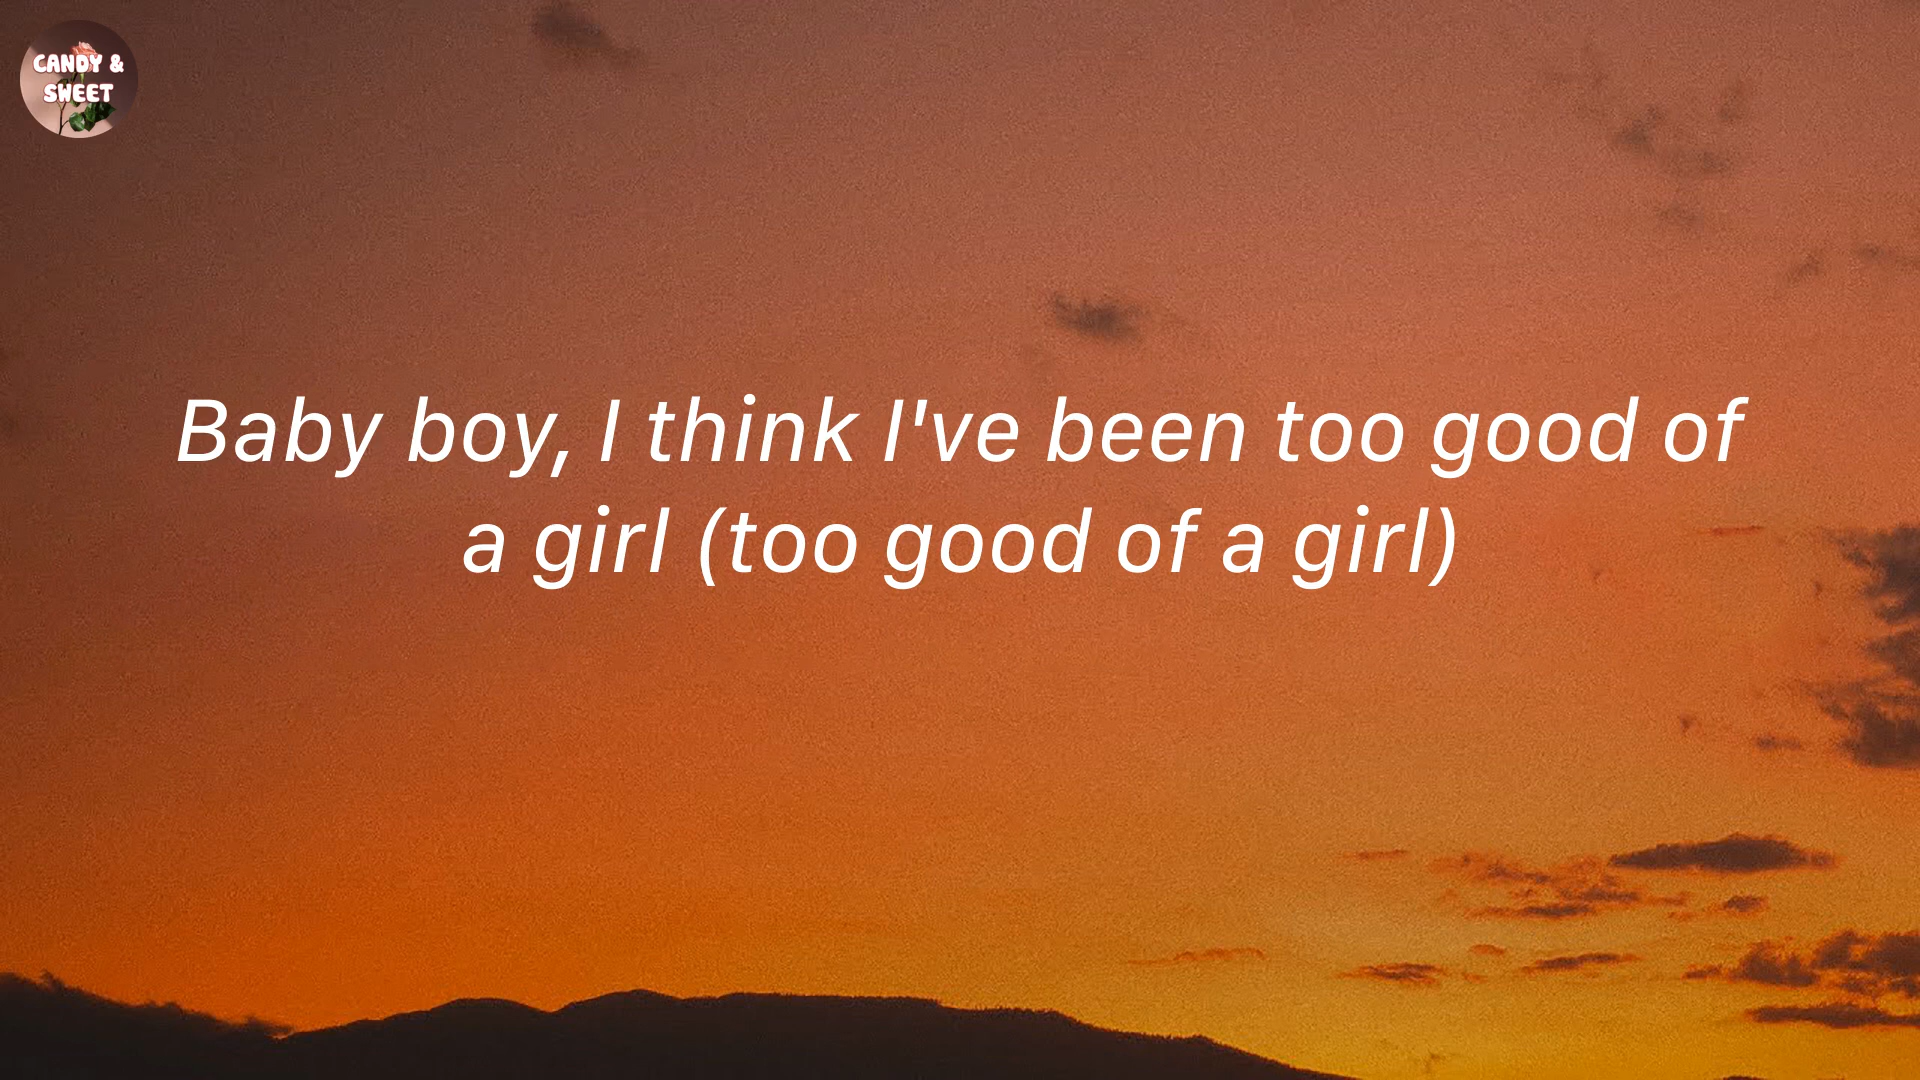 CANDY &
SWEET
Baby boy, I think I've been too good of
a girl (too good of a girl)